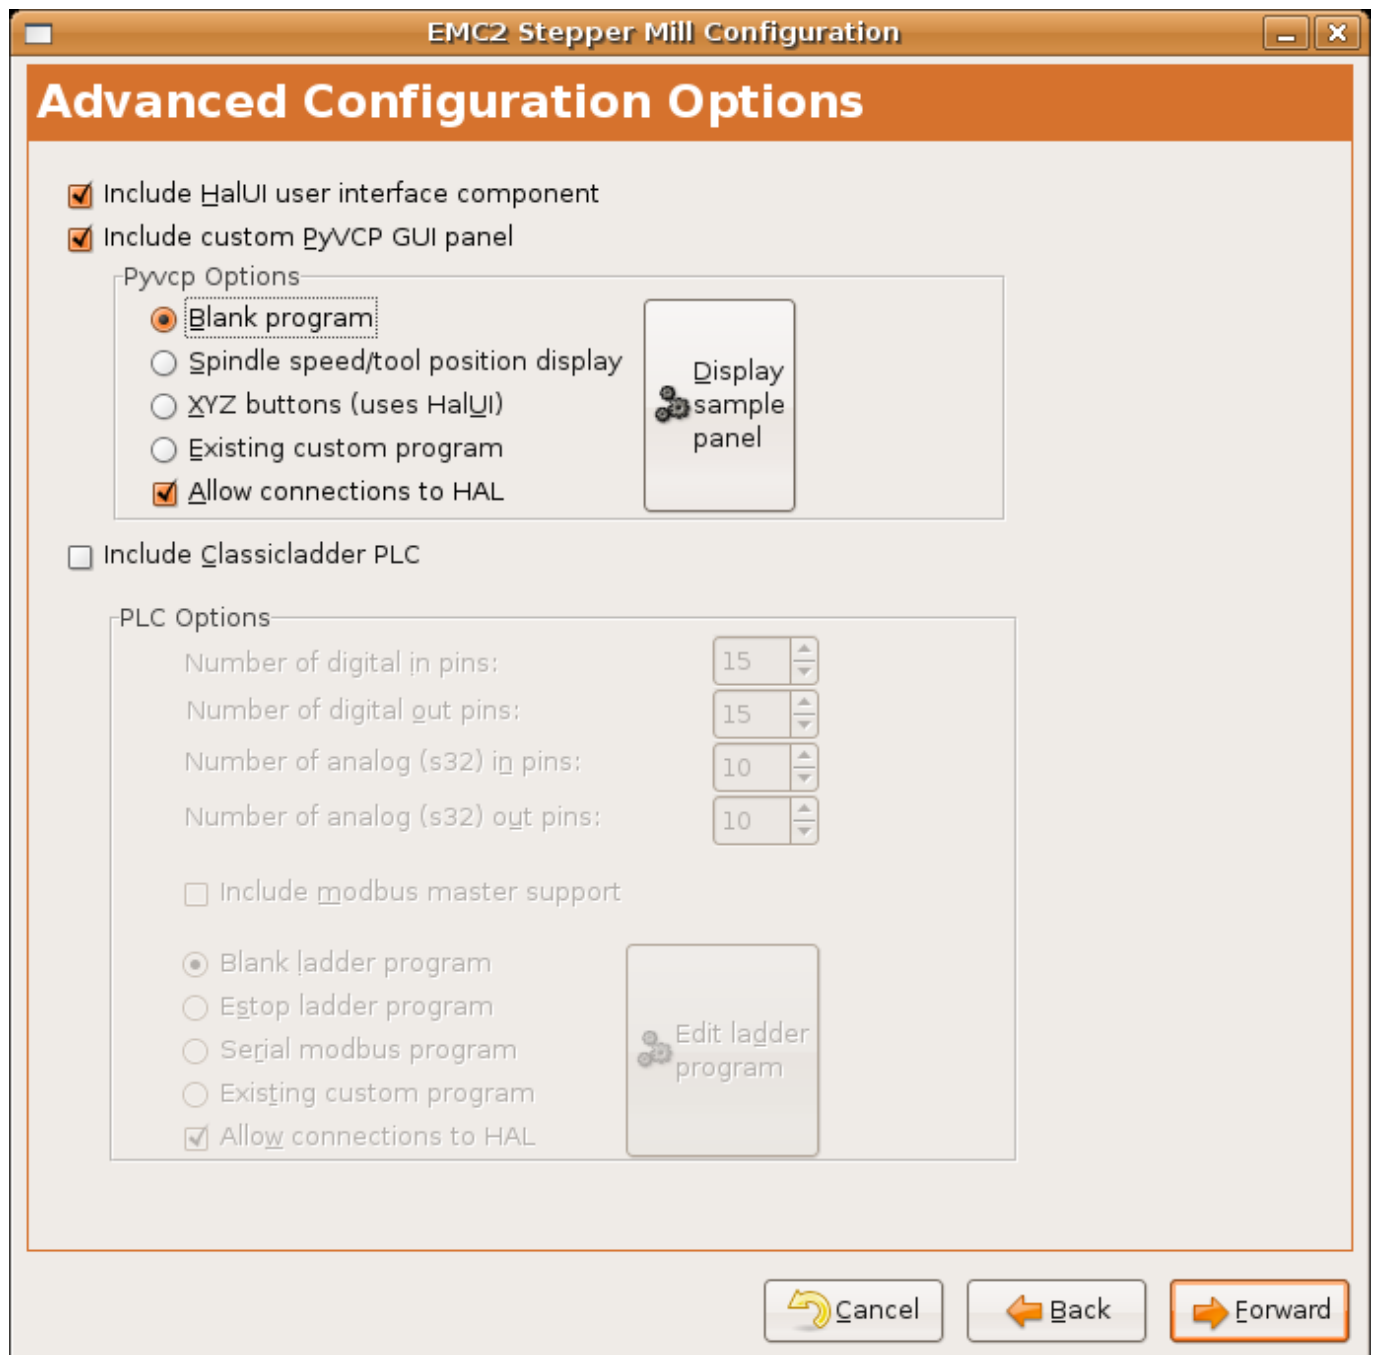 EMC2 Stepper Mill Configuration
Advanced Configuration Options
Include HalUI user interface component
Include custom PyVCP GUI panel
Pyvcp Options
Blank program
Spindle speed/tool position display
XYZ buttons (uses HalUI)
Existing custom program
Allow connections to HAL
Display
sample
panel
Include Classicladder PLC
PLC Options
Number of digital in pins: 15
Number of digital out pins: 15
Number of analog (s32) in pins: 10
Number of analog (s32) out pins: 10
Include modbus master support
Blank ladder program
Estop ladder program
Serial modbus program
Existing custom program
Allow connections to HAL
Edit ladder
program
Cancel Back Forward